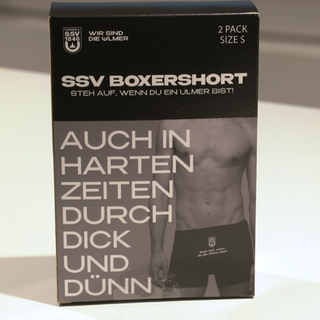 SSV
1846
WIR SIND
DIE ULMER
2 PACK
SIZE S
SSV BOXERSHORT
STEH AUF, WENN DU EIN ULMER BIST!
AUCH IN
HARTEN
ZEITEN
DURCH
DICK
UND
DÜNN